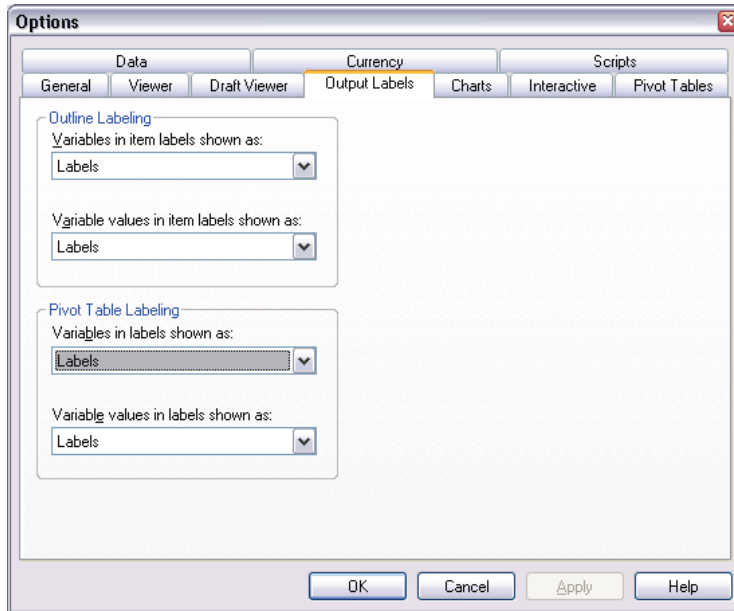 Options
Data Currency Scripts
General Viewer Draft Viewer Output Labels Charts Interactive Pivot Tables
Outline Labeling
Variables in item labels shown as:
Labels
Variable values in item labels shown as:
Labels
Pivot Table Labeling
Variables in labels shown as:
Labels
Variable values in labels shown as:
Labels
OK Cancel Apply Help